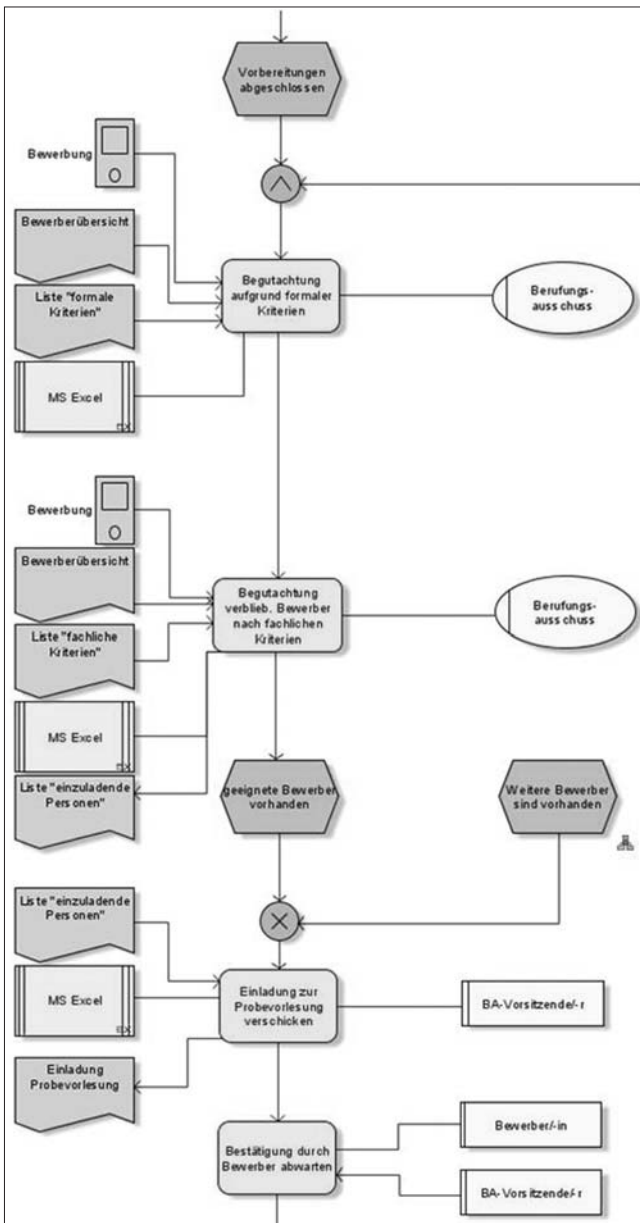 Vorbereitungen
abgeschlossen
Bewerbung
Bewerberübersicht
Liste "formale
Kriterien"
MS Excel
Begutachtung
aufgrund formaler
Kriterien
Berufungs-
ausschuss
Bewerbung
Bewerberübersicht
Liste "fachliche
Kriterien"
MS Excel
Liste "einzuladende
Personen"
Begutachtung
verblieb. Bewerber
nach fachlichen
Kriterien
Berufungs-
ausschuss
geeignete Bewerber
vorhanden
Weitere Bewerber
sind vorhanden
Liste "einzuladende
Personen"
MS Excel
Einladung
Probevorlesung
Einladung zur
Probevorlesung
verschicken
BA-Vorsitzende/-r
Bestätigung durch
Bewerber abwarten
Bewerber/-in
BA-Vorsitzende/-r